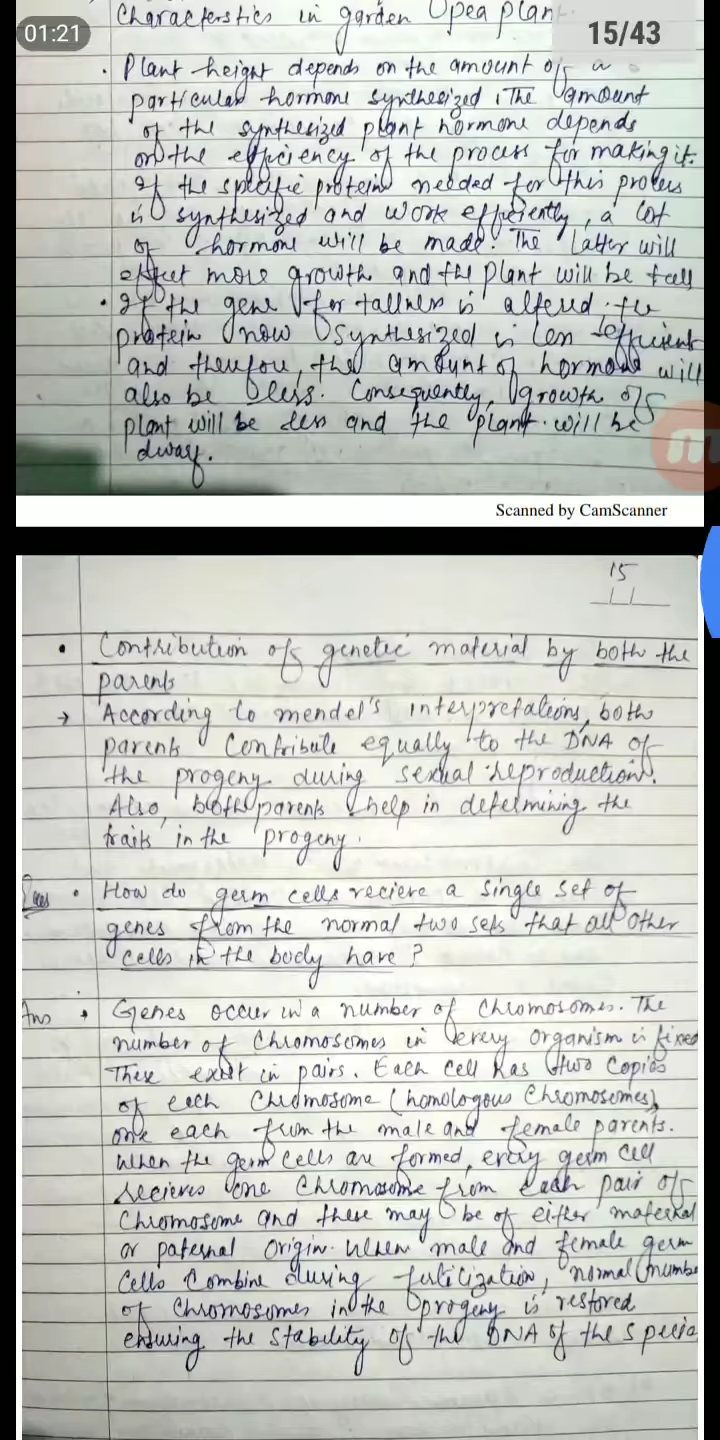 01:21
15/43
Characterstics in garden pea plant.
• Plant height depends on the amount of a
particular hormone synthesized. The amount
of the synthesized plant hormone depends
on the efficiency of the process for making it.
If the specific protein needed for this process
is synthesized and work efficiently, a lot
of hormone will be made. The latter will
effect more growth and the plant will be tall
• If the gene for tallness is altered, the
protein now synthesized is less efficient
and therefore, the amount of hormone will
also be less. Consequently, growth of
plant will be less and the plant will be
dwarf.
Scanned by CamScanner
15
• Contribution of genetic material by both the
parents
→ According to mendel's interpretations, both
parents contribute equally to the DNA of
the progeny during sexual reproduction.
Also, both parents help in determining the
traits in the progeny.
Ques • How do germ cells recieve a single set of
genes from the normal two sets that all other
cells in the body have?
Ans → Genes occur in a number of chromosomes. The
number of chromosomes in every organism is fixed
These exist in pairs. Each cell has two copies
of each chromosome (homologous chromosomes),
one each from the male and female parents.
When the germ cells are formed, every germ cell
recieves one chromosome from each pair of
chromosome and these may be of either maternal
or paternal origin. When male and female germ
cells combine during fertilization, normal numbe
of chromosomes in the progeny is restored
ensuring the stability of the DNA of the specie